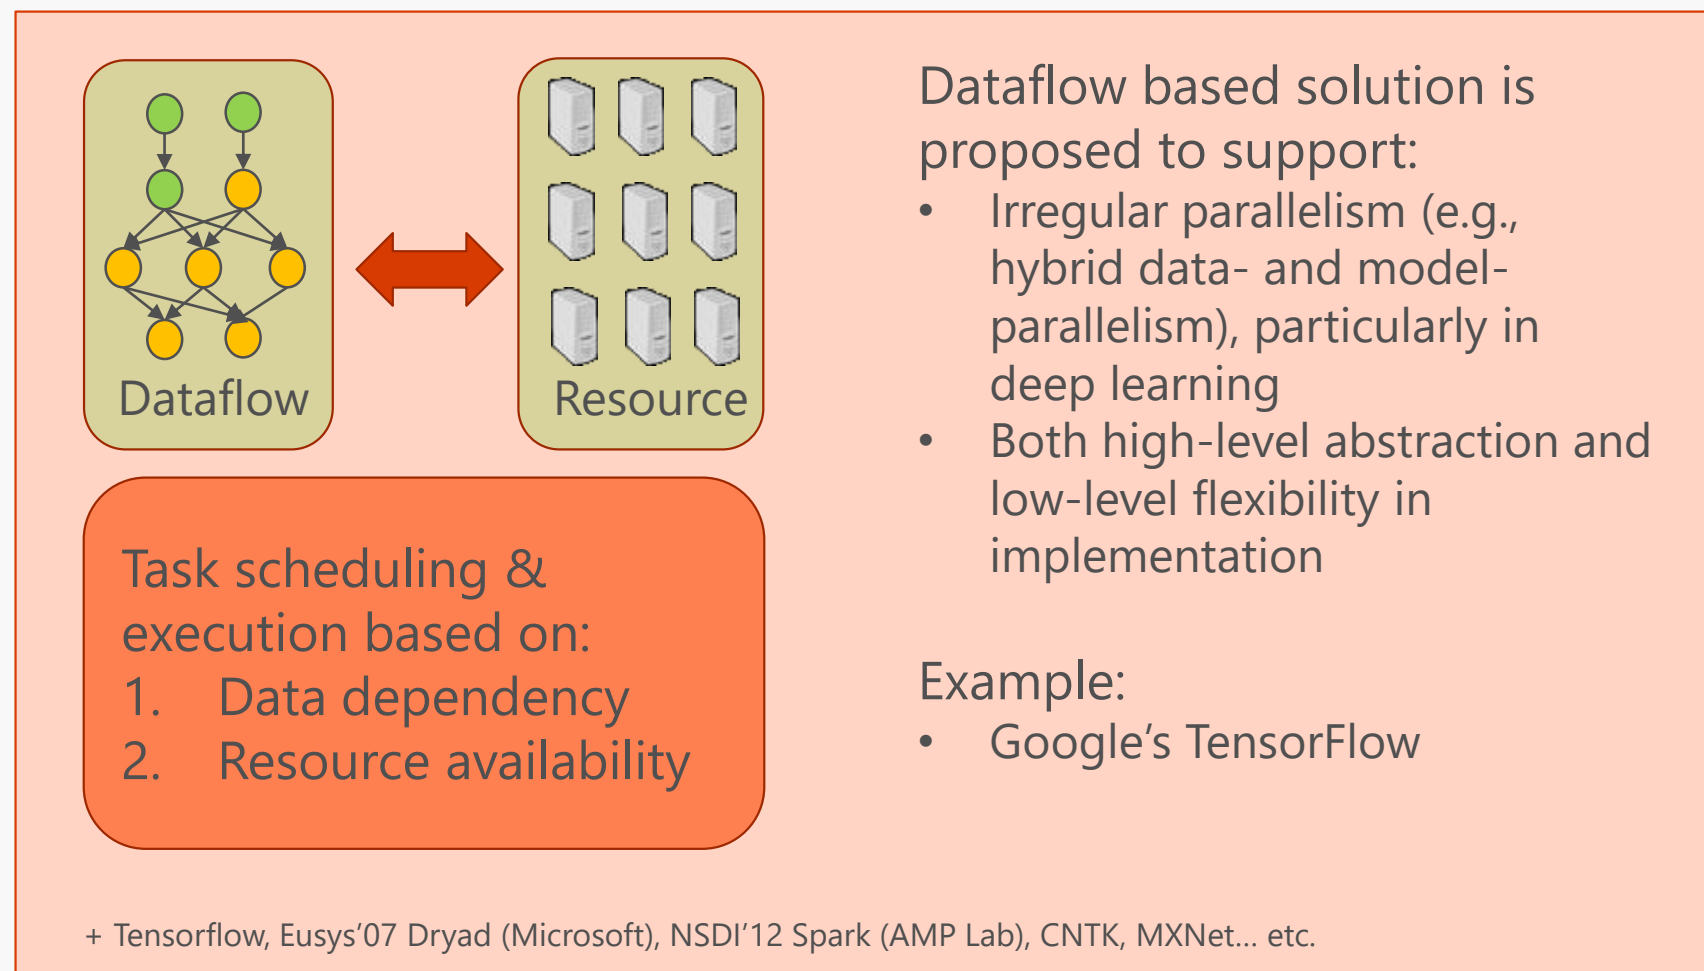 Dataflow
Resource
Task scheduling &
execution based on:
1. Data dependency
2. Resource availability
Dataflow based solution is
proposed to support:
• Irregular parallelism (e.g.,
hybrid data- and model-
parallelism), particularly in
deep learning
• Both high-level abstraction and
low-level flexibility in
implementation
Example:
• Google’s TensorFlow
+ Tensorflow, Eusys’07 Dryad (Microsoft), NSDI’12 Spark (AMP Lab), CNTK, MXNet… etc.